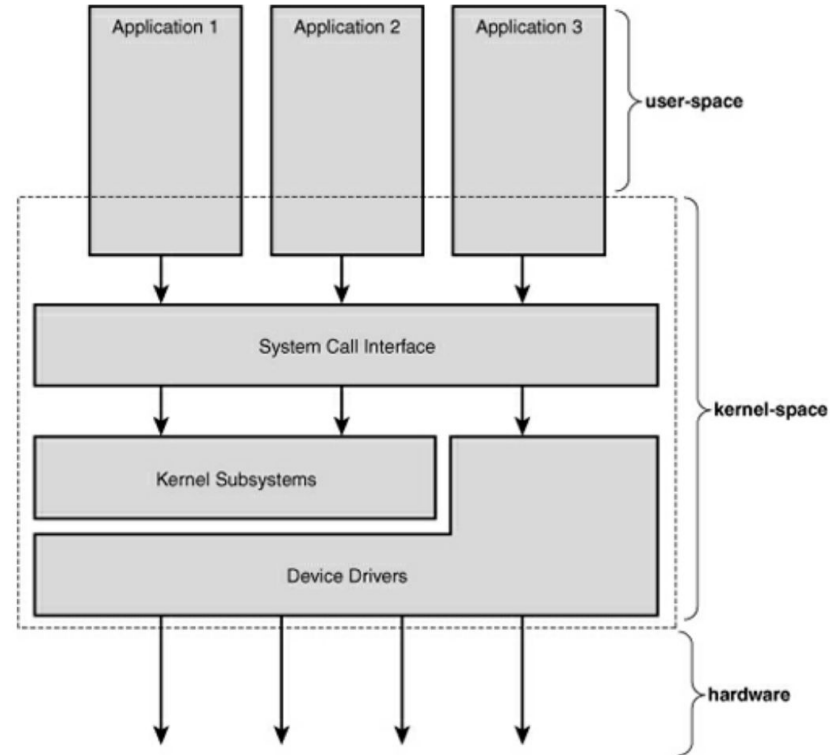 Application 1
Application 2
Application 3
user-space
System Call Interface
kernel-space
Kernel Subsystems
Device Drivers
hardware